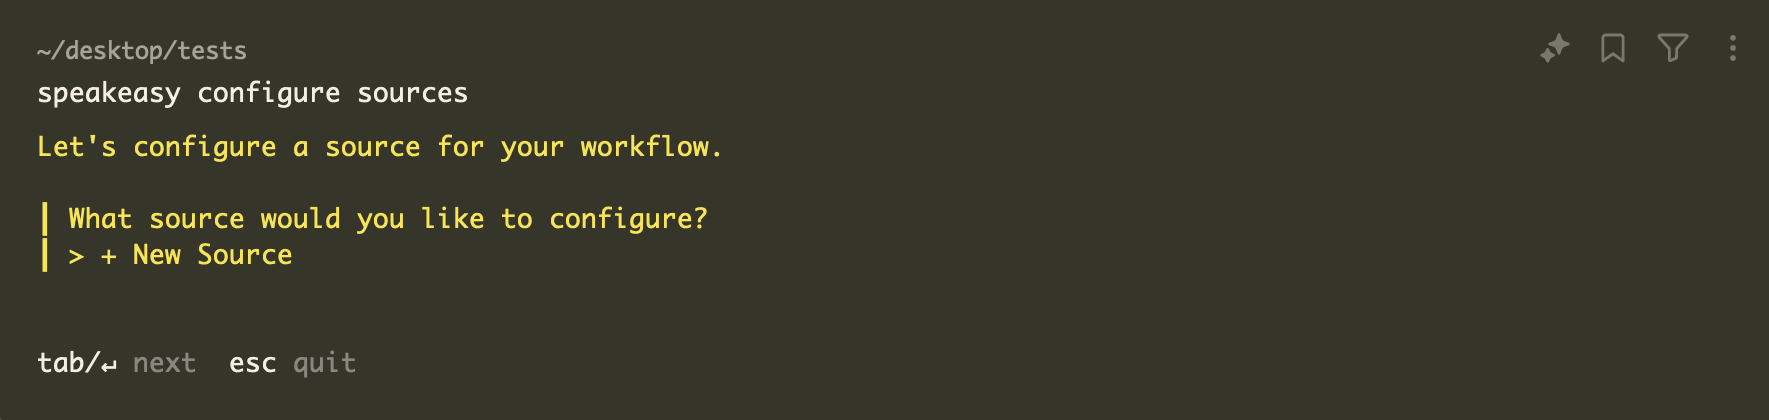 ~/desktop/tests
speakeasy configure sources
Let's configure a source for your workflow.
What source would you like to configure?
> + New Source
tab/↵ next  esc quit